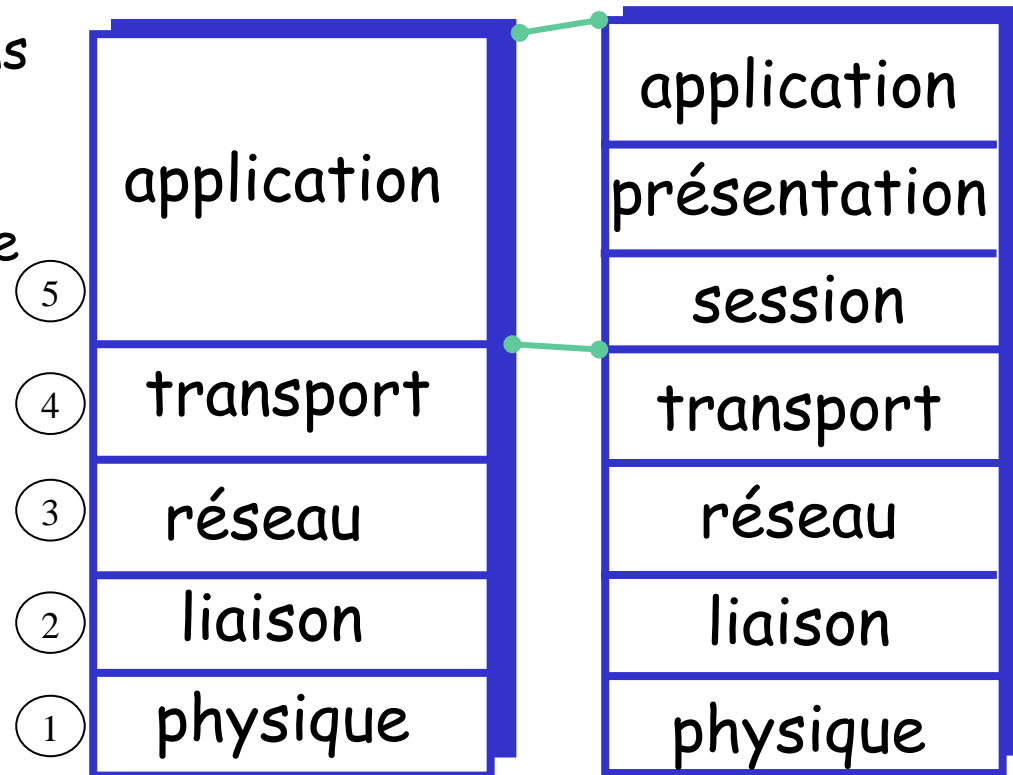 s
e
application
5
transport
4
réseau
3
liaison
2
physique
1
application
présentation
session
transport
réseau
liaison
physique